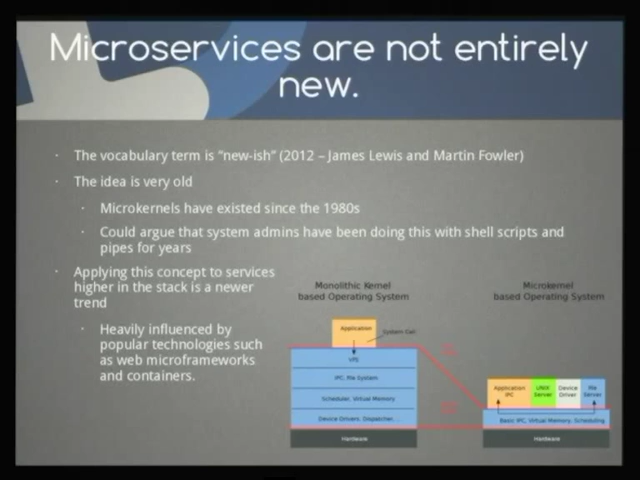 Microservices are not entirely
new.
· The vocabulary term is "new-ish" (2012 – James Lewis and Martin Fowler)
· The idea is very old
· Microkernels have existed since the 1980s
· Could argue that system admins have been doing this with shell scripts and
pipes for years
· Applying this concept to services
higher in the stack is a newer
trend
· Heavily influenced by
popular technologies such
as web microframeworks
and containers.
Monolithic Kernel
based Operating System
Microkernel
based Operating System
Application
System Call
VFS
IPC, File System
Scheduler, Virtual Memory
Device Drivers, Dispatcher, ...
Hardware
Application
IPC
UNIX
Server
Device
Driver
File
Server
Basic IPC, Virtual Memory, Scheduling
Hardware